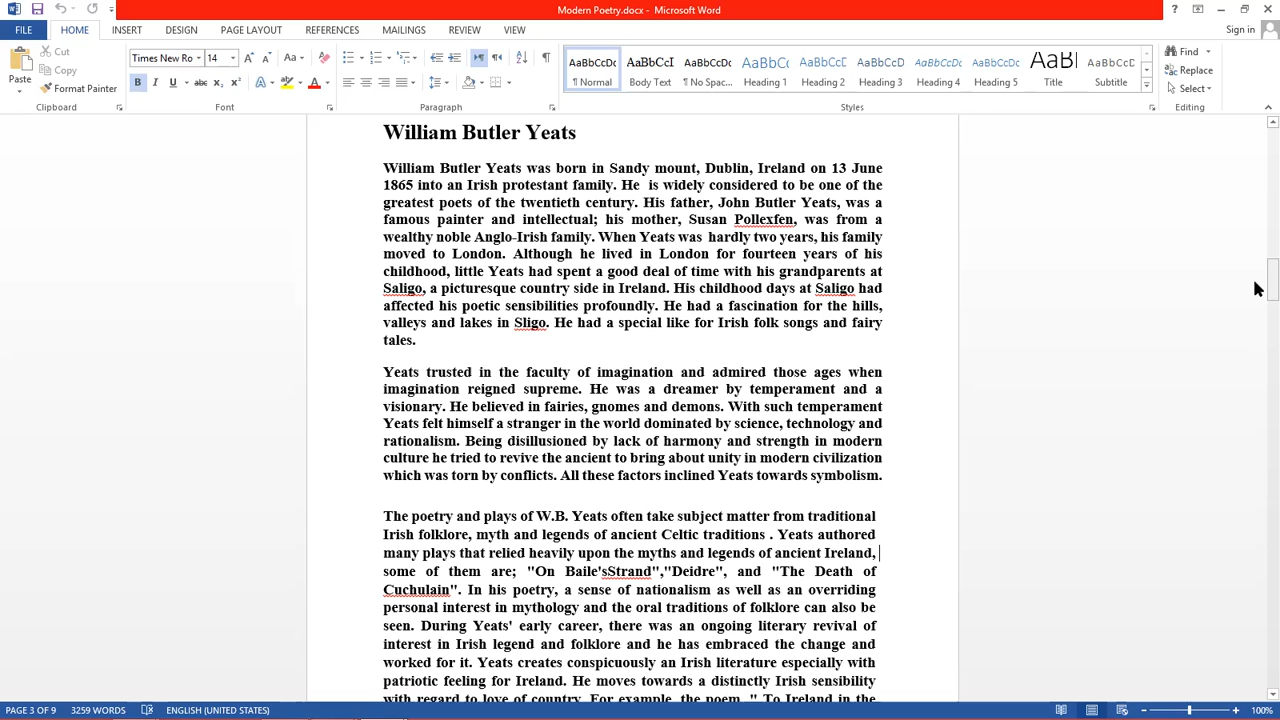 Modern Poetry.docx - Microsoft Word
FILE HOME INSERT DESIGN PAGE LAYOUT REFERENCES MAILINGS REVIEW VIEW Sign in
Paste Cut Copy Format Painter Clipboard
Times New Ro 14 Aa B I U abc x₂ x² A A Font
Paragraph
AaBbCcDc AaBbCcI AaBbCcDc AaBbC AaBbCcI AaBbCcD AaBbCcD AaBbCc AaBl AaBbCcD
¶ Normal Body Text ¶ No Spac... Heading 1 Heading 2 Heading 3 Heading 4 Heading 5 Title Subtitle
Styles
Find Replace Select Editing
William Butler Yeats
William Butler Yeats was born in Sandy mount, Dublin, Ireland on 13 June
1865 into an Irish protestant family. He is widely considered to be one of the
greatest poets of the twentieth century. His father, John Butler Yeats, was a
famous painter and intellectual; his mother, Susan Pollexfen, was from a
wealthy noble Anglo-Irish family. When Yeats was hardly two years, his family
moved to London. Although he lived in London for fourteen years of his
childhood, little Yeats had spent a good deal of time with his grandparents at
Saligo, a picturesque country side in Ireland. His childhood days at Saligo had
affected his poetic sensibilities profoundly. He had a fascination for the hills,
valleys and lakes in Sligo. He had a special like for Irish folk songs and fairy
tales.
Yeats trusted in the faculty of imagination and admired those ages when
imagination reigned supreme. He was a dreamer by temperament and a
visionary. He believed in fairies, gnomes and demons. With such temperament
Yeats felt himself a stranger in the world dominated by science, technology and
rationalism. Being disillusioned by lack of harmony and strength in modern
culture he tried to revive the ancient to bring about unity in modern civilization
which was torn by conflicts. All these factors inclined Yeats towards symbolism.
The poetry and plays of W.B. Yeats often take subject matter from traditional
Irish folklore, myth and legends of ancient Celtic traditions . Yeats authored
many plays that relied heavily upon the myths and legends of ancient Ireland,
some of them are; "On Baile'sStrand","Deidre", and "The Death of
Cuchulain". In his poetry, a sense of nationalism as well as an overriding
personal interest in mythology and the oral traditions of folklore can also be
seen. During Yeats' early career, there was an ongoing literary revival of
interest in Irish legend and folklore and he has embraced the change and
worked for it. Yeats creates conspicuously an Irish literature especially with
patriotic feeling for Ireland. He moves towards a distinctly Irish sensibility
with regard to love of country. For example, the poem, " To Ireland in the
PAGE 3 OF 9 3259 WORDS ENGLISH (UNITED STATES) 100%